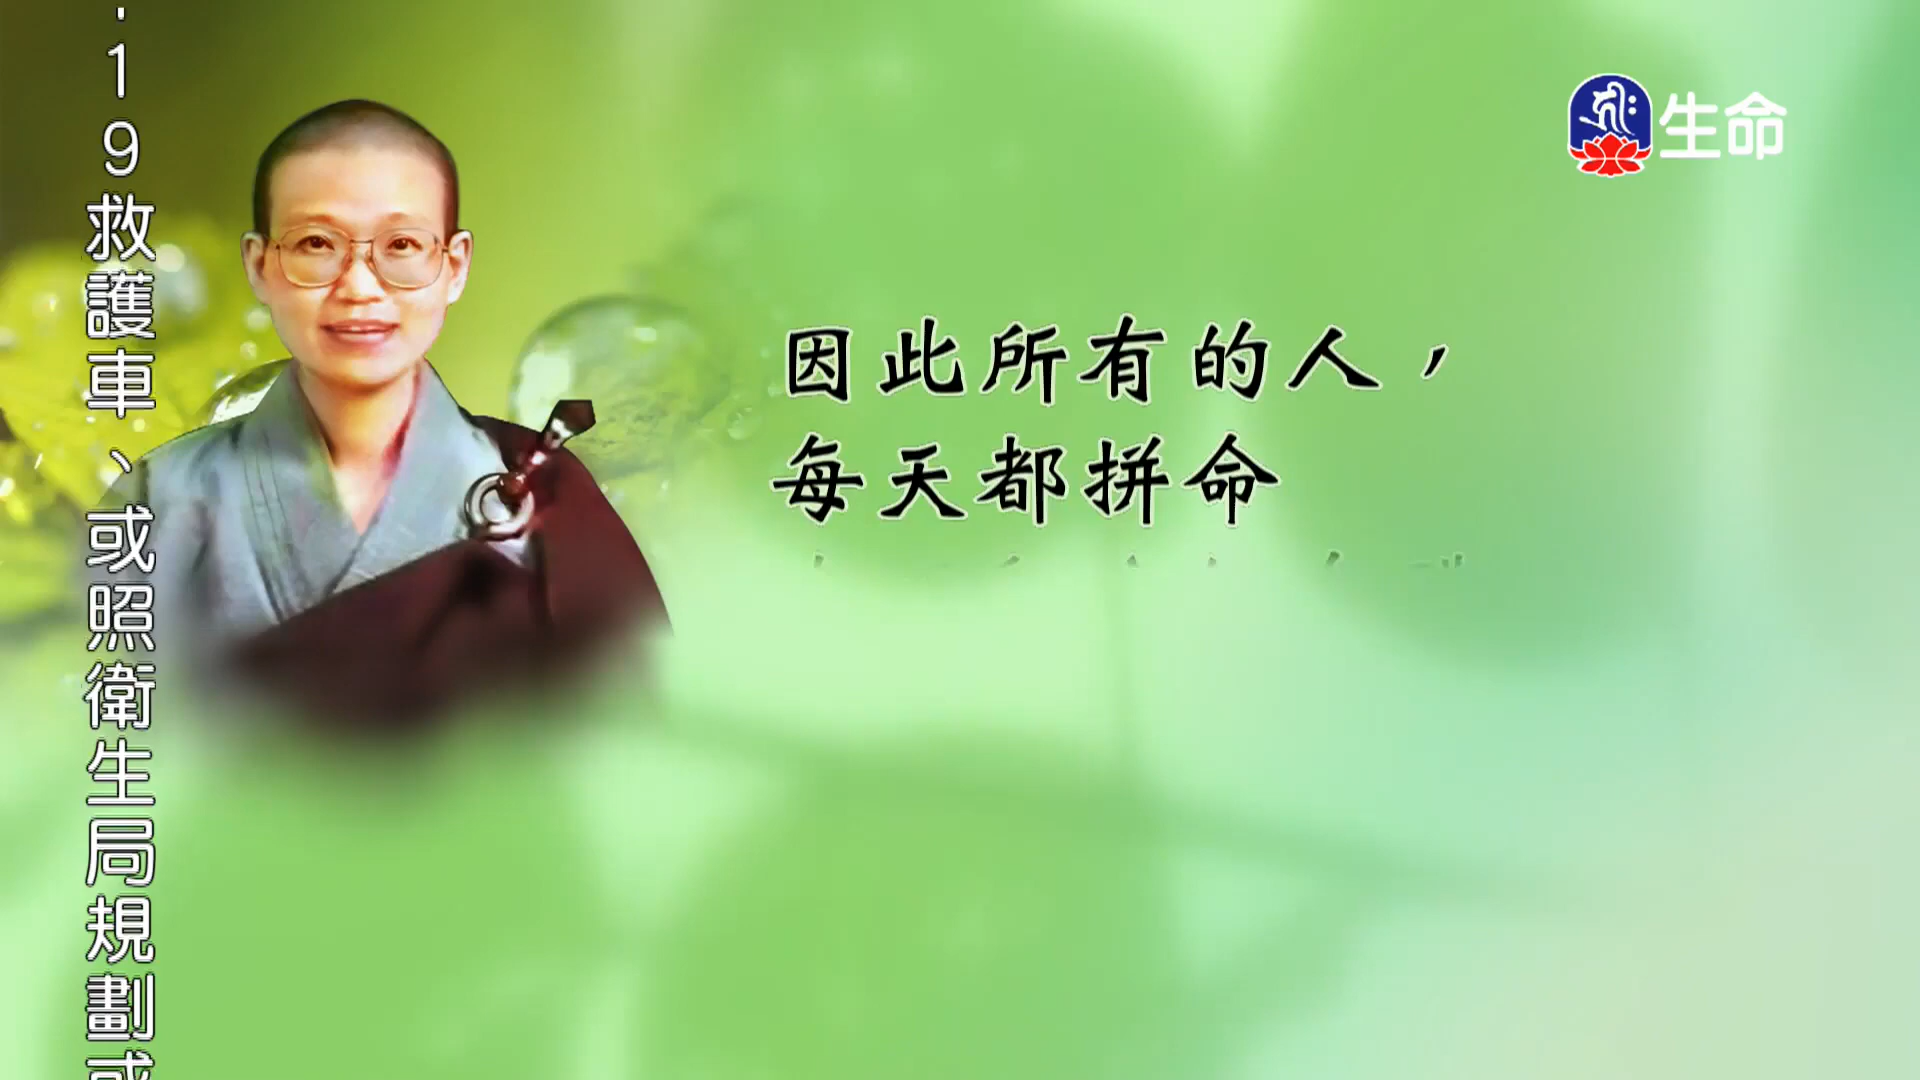 19救護車、或照衛生局規劃或
生命
因此所有的人，
每天都拼命